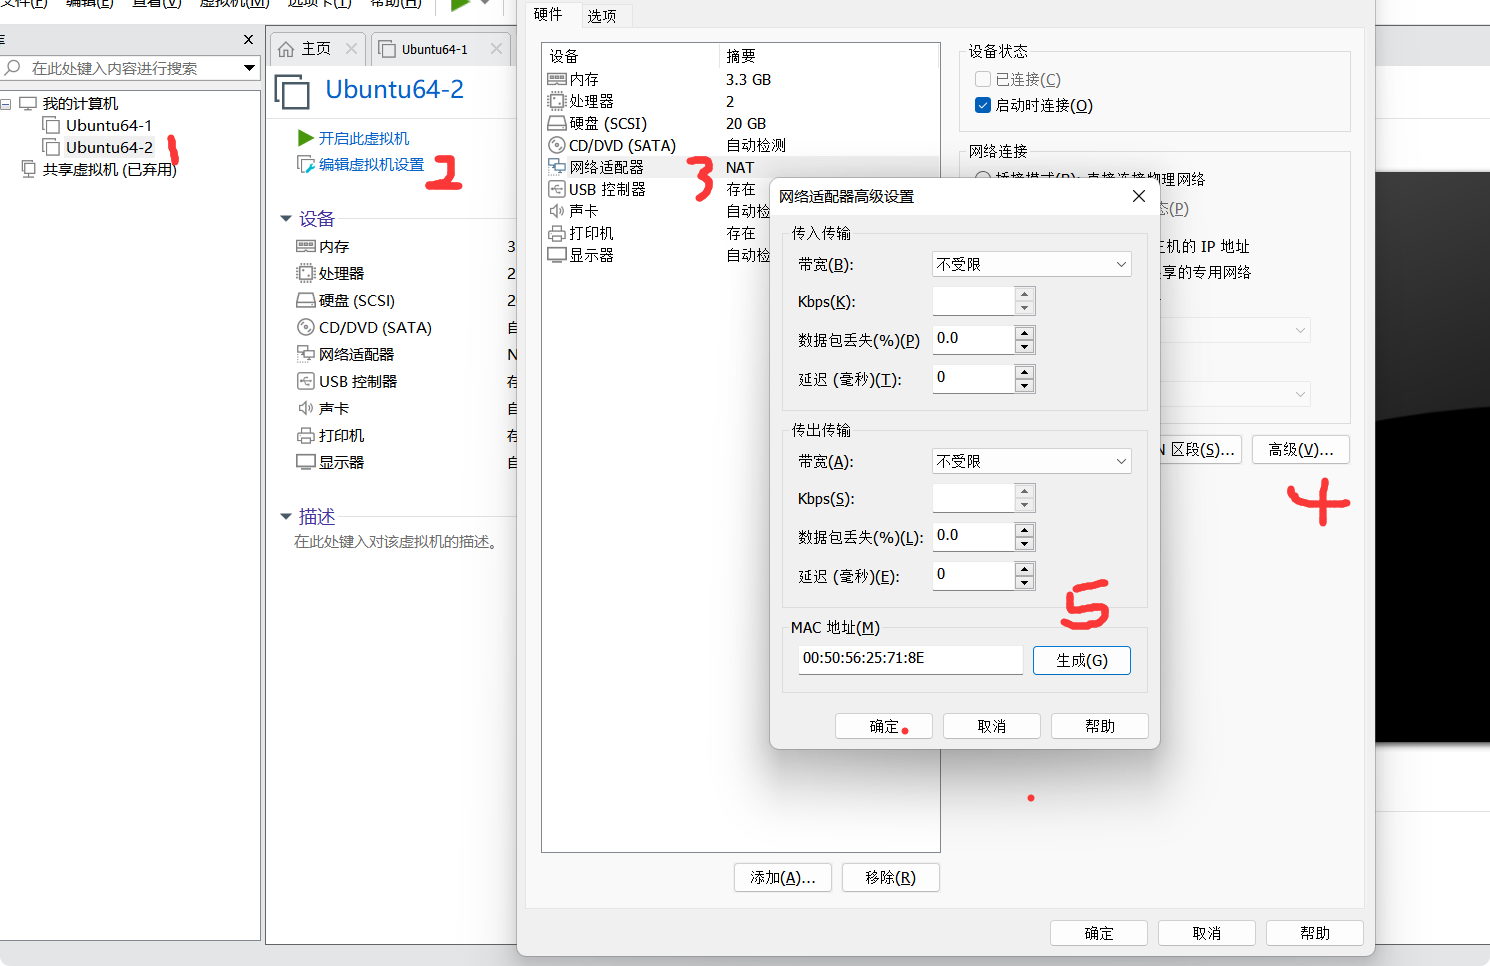 文件(F) 编辑(E) 查看(V) 虚拟机(M) 选项卡(T) 帮助(H)
在此处键入内容进行搜索
我的计算机
Ubuntu64-1
Ubuntu64-2
共享虚拟机 (已弃用)
1
主页
Ubuntu64-1
Ubuntu64-2
开启此虚拟机
编辑虚拟机设置
2
设备
内存 3
处理器 2
硬盘 (SCSI) 2
CD/DVD (SATA) 自
网络适配器 N
USB 控制器 存
声卡 自
打印机 存
显示器 自
描述
在此处键入对该虚拟机的描述。
硬件 选项
设备 摘要
内存 3.3 GB
处理器 2
硬盘 (SCSI) 20 GB
CD/DVD (SATA) 自动检测
网络适配器 NAT
3
USB 控制器 存在
声卡 自动检
打印机 存在
显示器 自动检
添加(A)... 移除(R)
设备状态
已连接(C)
启动时连接(O)
网络连接
桥接模式(B): 直接连接物理网络
态(P)
主机的 IP 地址
享的专用网络
N 区段(S)... 高级(V)...
4
网络适配器高级设置
传入传输
带宽(B): 不受限
Kbps(K):
数据包丢失(%)(P) 0.0
延迟 (毫秒)(T): 0
传出传输
带宽(A): 不受限
Kbps(S):
数据包丢失(%)(L): 0.0
延迟 (毫秒)(E): 0
5
MAC 地址(M)
00:50:56:25:71:8E 生成(G)
确定 取消 帮助
确定 取消 帮助